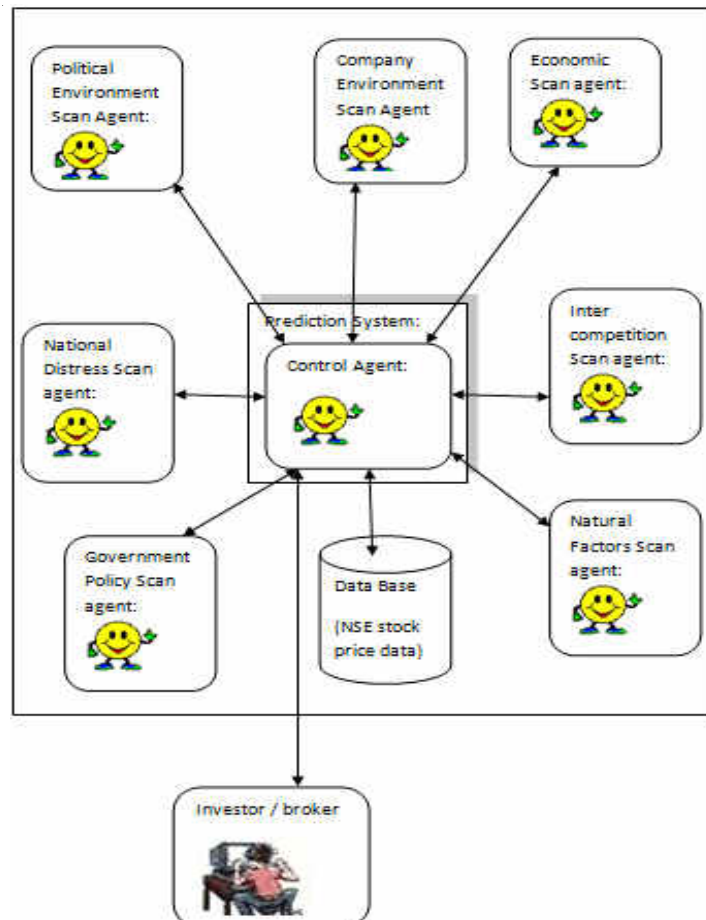 Political
Environment
Scan Agent:
Company
Environment
Scan Agent
Economic
Scan agent:
Prediction System:
Control Agent:
National
Distress Scan
agent:
Inter
competition
Scan agent:
Government
Policy Scan
agent:
Data Base
(NSE stock
price data)
Natural
Factors Scan
agent:
Investor / broker